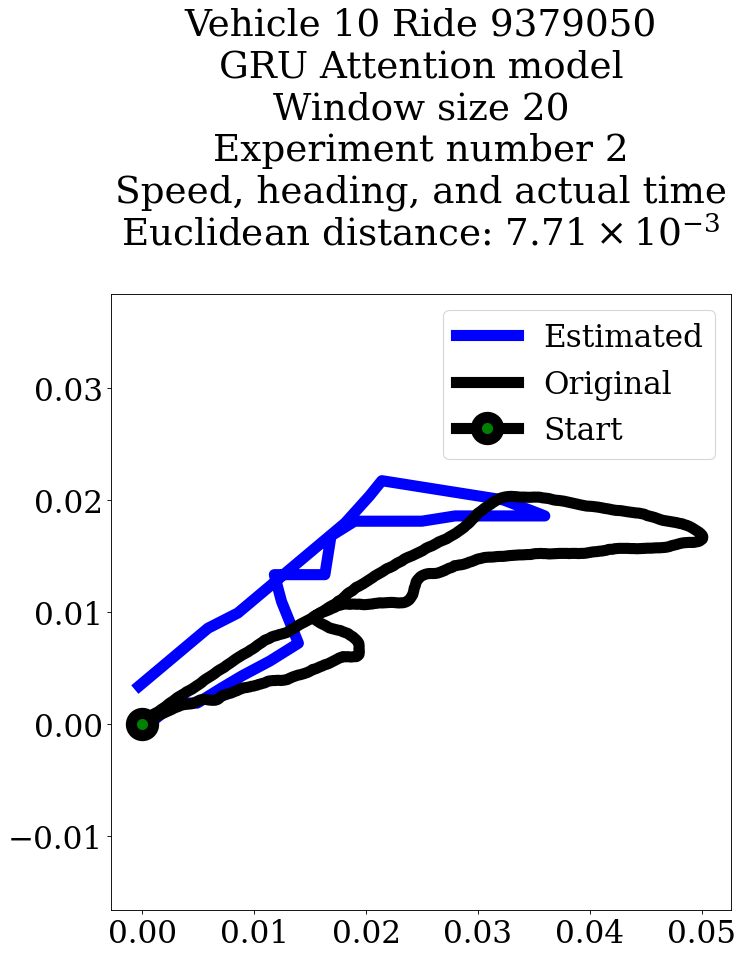 Vehicle 10 Ride 9379050
GRU Attention model
Window size 20
Experiment number 2
Speed, heading, and actual time
Euclidean distance: 7.71 × 10⁻³
Estimated
Original
Start
0.03
0.02
0.01
0.00
−0.01
0.00 0.01 0.02 0.03 0.04 0.05